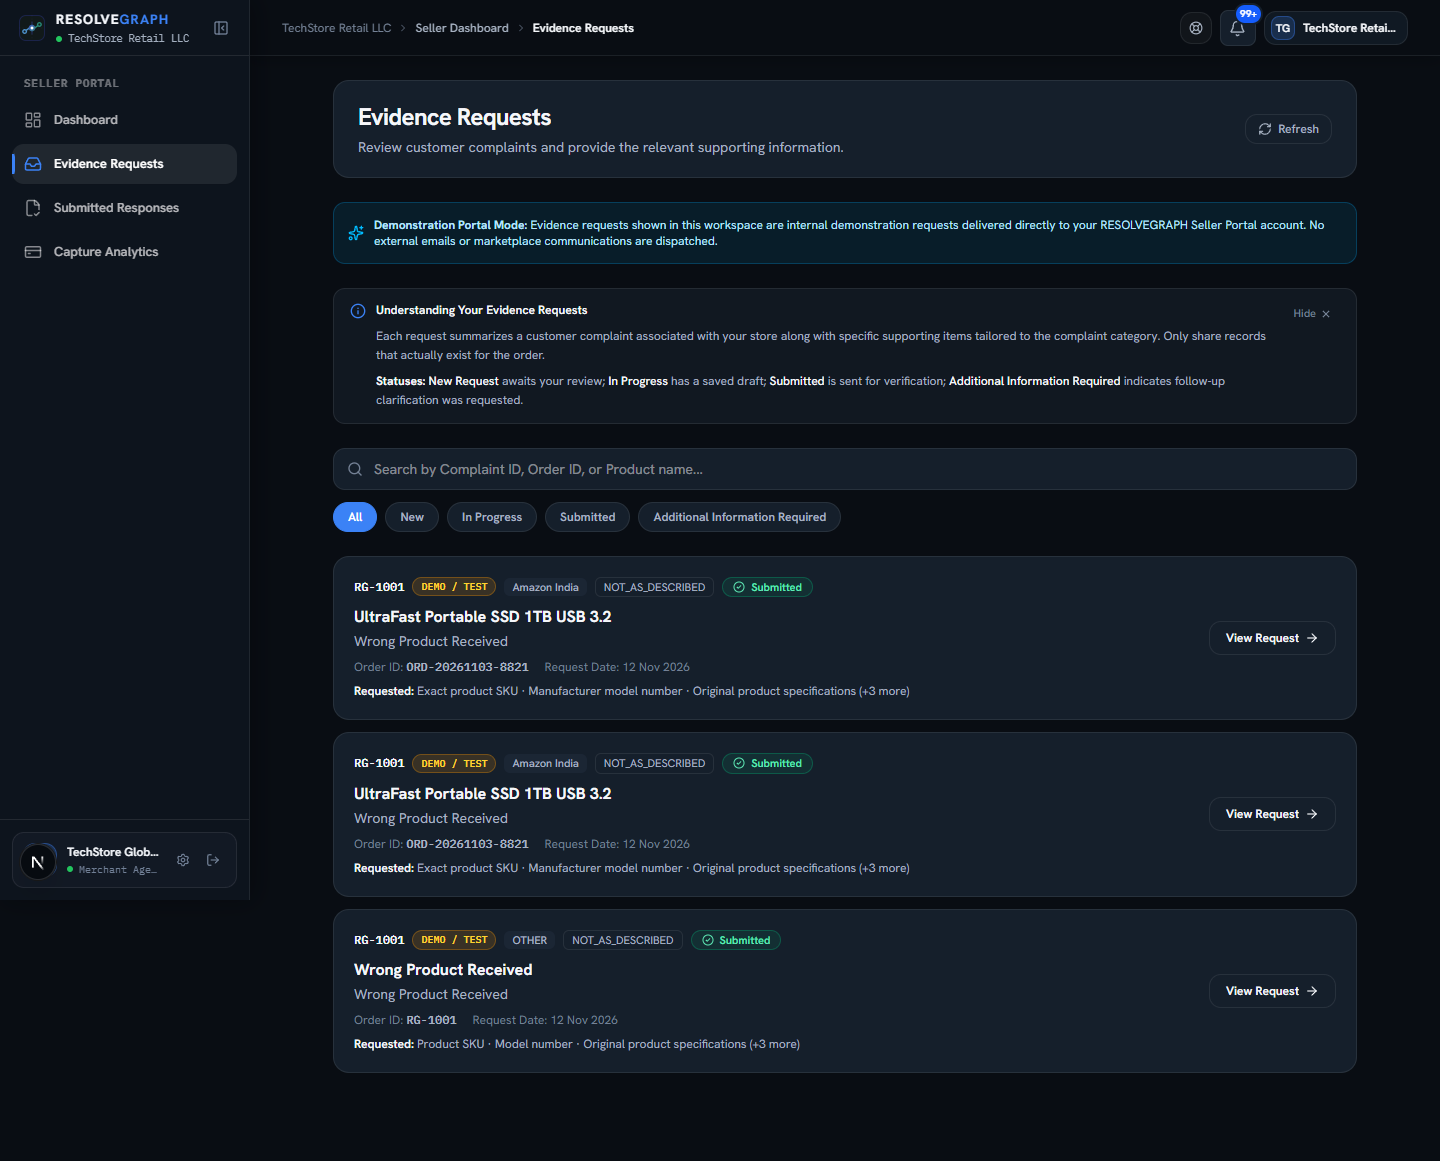 RESOLVEGRAPH
TechStore Retail LLC
TechStore Retail LLC > Seller Dashboard > Evidence Requests
99+
TG TechStore Retai...
SELLER PORTAL
Dashboard
Evidence Requests
Submitted Responses
Capture Analytics
Evidence Requests
Review customer complaints and provide the relevant supporting information.
Refresh
Demonstration Portal Mode: Evidence requests shown in this workspace are internal demonstration requests delivered directly to your RESOLVEGRAPH Seller Portal account. No
external emails or marketplace communications are dispatched.
Understanding Your Evidence Requests
Hide ×
Each request summarizes a customer complaint associated with your store along with specific supporting items tailored to the complaint category. Only share records
that actually exist for the order.
Statuses: New Request awaits your review; In Progress has a saved draft; Submitted is sent for verification; Additional Information Required indicates follow-up
clarification was requested.
Search by Complaint ID, Order ID, or Product name...
All New In Progress Submitted Additional Information Required
RG-1001 DEMO / TEST Amazon India NOT_AS_DESCRIBED Submitted
UltraFast Portable SSD 1TB USB 3.2
Wrong Product Received
View Request →
Order ID: ORD-20261103-8821 Request Date: 12 Nov 2026
Requested: Exact product SKU · Manufacturer model number · Original product specifications (+3 more)
RG-1001 DEMO / TEST Amazon India NOT_AS_DESCRIBED Submitted
UltraFast Portable SSD 1TB USB 3.2
Wrong Product Received
View Request →
Order ID: ORD-20261103-8821 Request Date: 12 Nov 2026
Requested: Exact product SKU · Manufacturer model number · Original product specifications (+3 more)
RG-1001 DEMO / TEST OTHER NOT_AS_DESCRIBED Submitted
Wrong Product Received
Wrong Product Received
View Request →
Order ID: RG-1001 Request Date: 12 Nov 2026
Requested: Product SKU · Model number · Original product specifications (+3 more)
N
TechStore Glob...
Merchant Age...